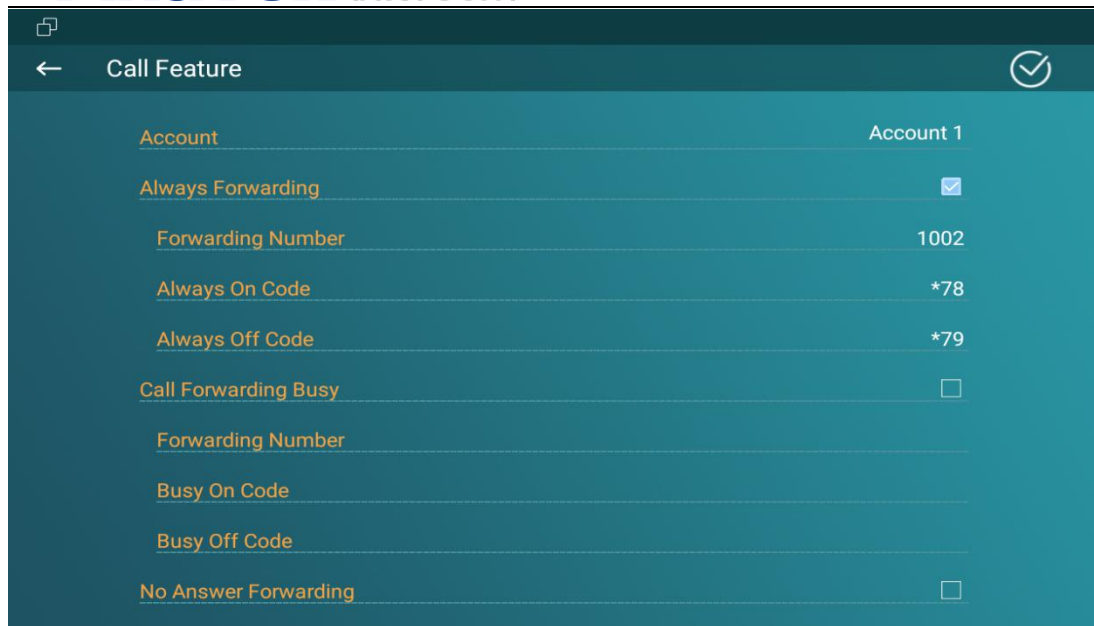 Call Feature
Account Account 1
Always Forwarding
Forwarding Number 1002
Always On Code *78
Always Off Code *79
Call Forwarding Busy
Forwarding Number
Busy On Code
Busy Off Code
No Answer Forwarding